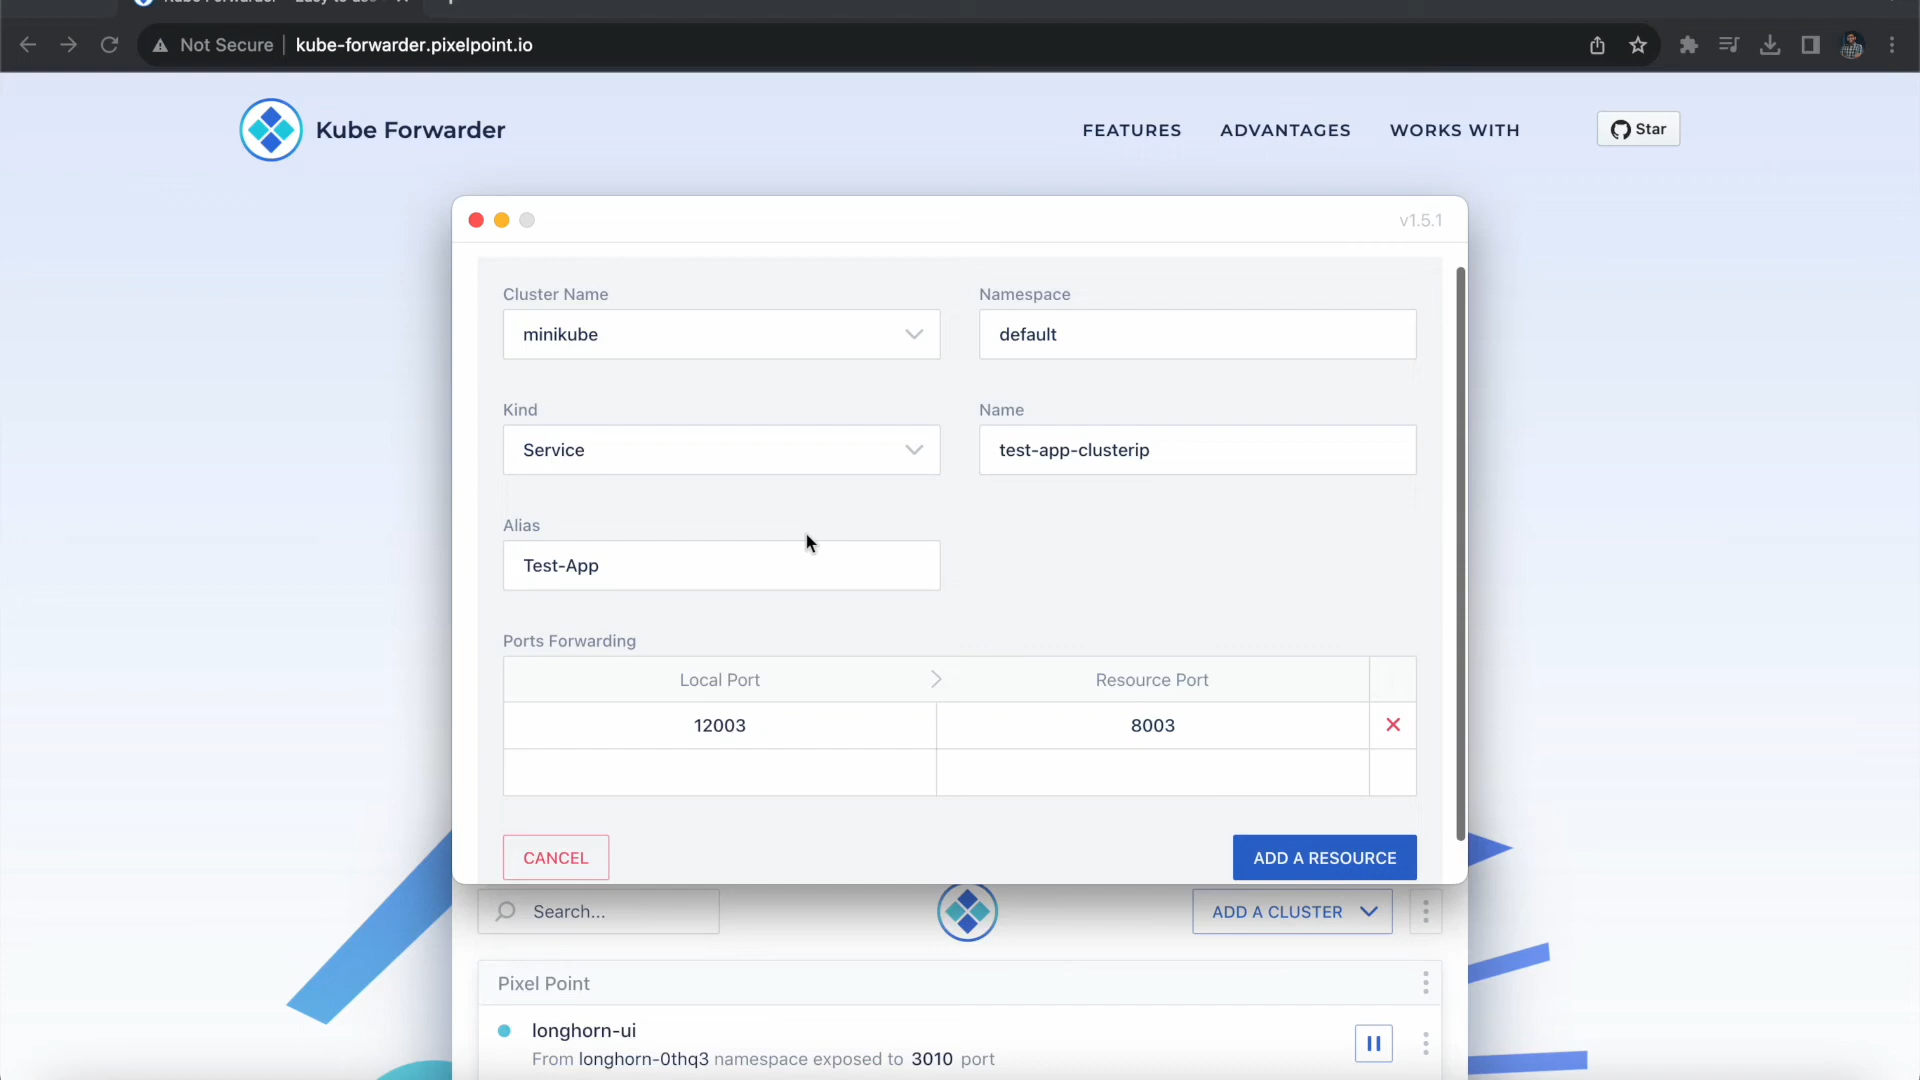 Not Secure
kube-forwarder.pixelpoint.io
Kube Forwarder
FEATURES
ADVANTAGES
WORKS WITH
Star
v1.5.1
Cluster Name
Namespace
minikube
default
Kind
Name
Service
test-app-clusterip
Alias
Test-App
Ports Forwarding
Local Port
Resource Port
12003
8003
CANCEL
ADD A RESOURCE
Search...
ADD A CLUSTER
Pixel Point
longhorn-ui
From longhorn-0thq3 namespace exposed to 3010 port